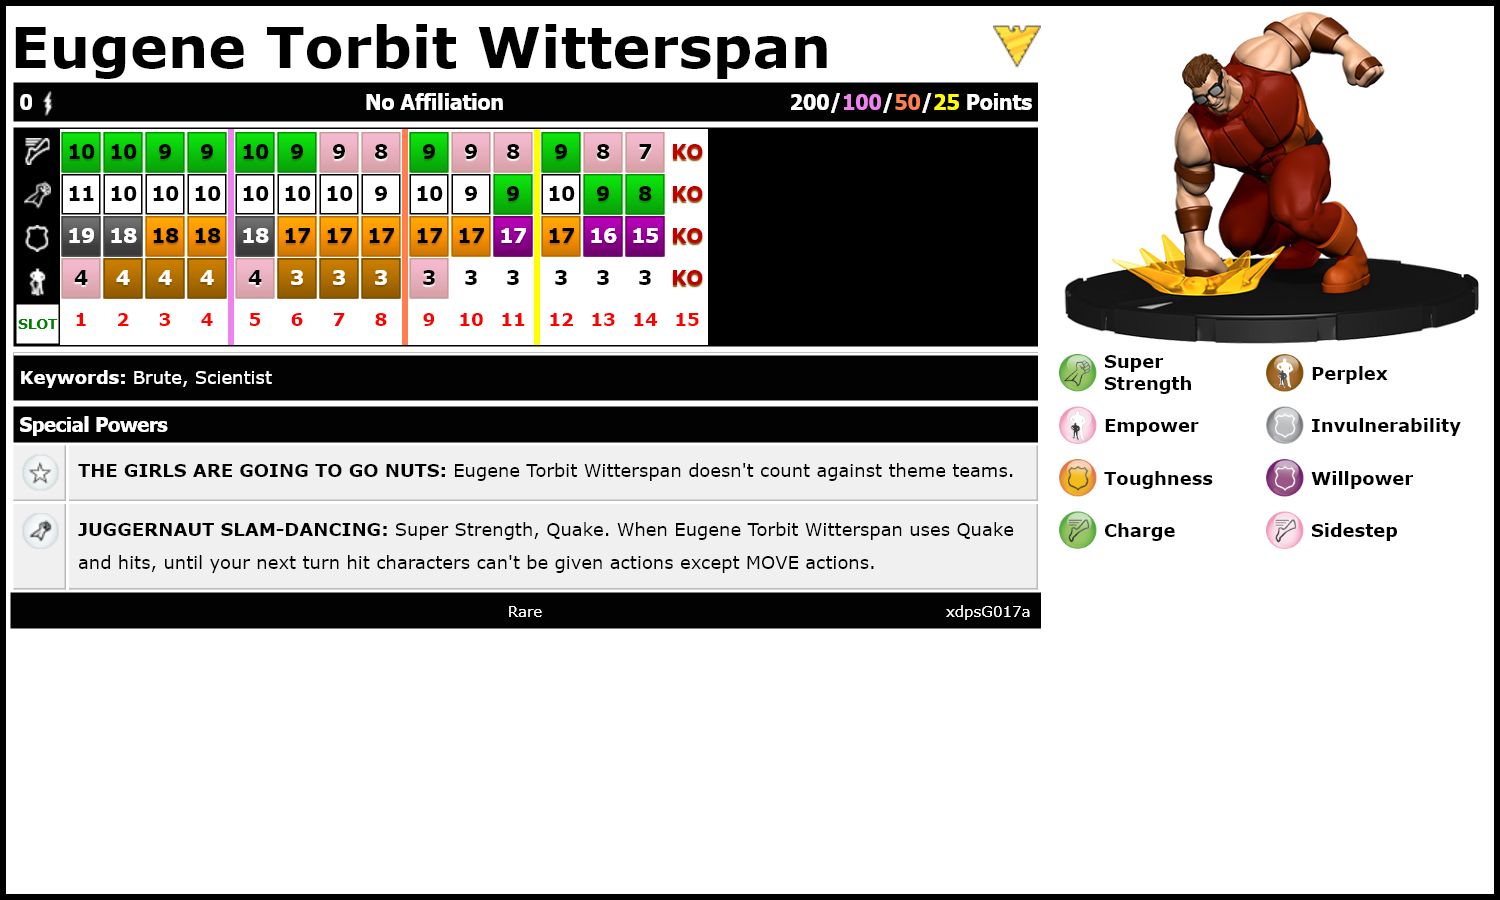 Eugene Torbit Witterspan
0 No Affiliation 200/100/50/25 Points
10 10 9 9 10 9 9 8 9 9 8 9 8 7 KO
11 10 10 10 10 10 10 9 10 9 9 10 9 8 KO
19 18 18 18 18 17 17 17 17 17 17 17 16 15 KO
4 4 4 4 4 3 3 3 3 3 3 3 3 3 KO
SLOT 1 2 3 4 5 6 7 8 9 10 11 12 13 14 15
Keywords: Brute, Scientist
Special Powers
THE GIRLS ARE GOING TO GO NUTS: Eugene Torbit Witterspan doesn't count against theme teams.
JUGGERNAUT SLAM-DANCING: Super Strength, Quake. When Eugene Torbit Witterspan uses Quake
and hits, until your next turn hit characters can't be given actions except MOVE actions.
Rare xdpsG017a
Super
Strength
Perplex
Empower
Invulnerability
Toughness
Willpower
Charge
Sidestep